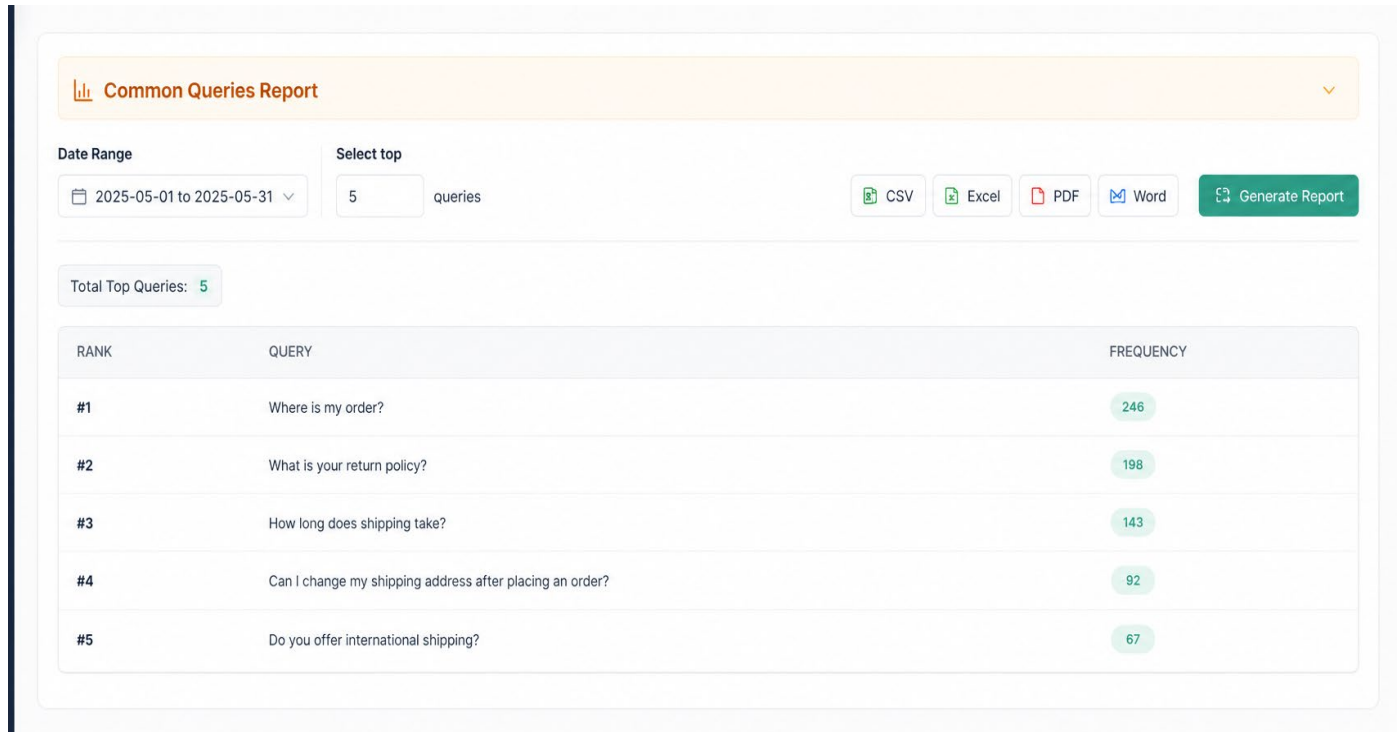 Common Queries Report
Date Range
Select top
2025-05-01 to 2025-05-31
5 queries
CSV
Excel
PDF
Word
Generate Report
Total Top Queries: 5
RANK QUERY FREQUENCY
#1 Where is my order? 246
#2 What is your return policy? 198
#3 How long does shipping take? 143
#4 Can I change my shipping address after placing an order? 92
#5 Do you offer international shipping? 67